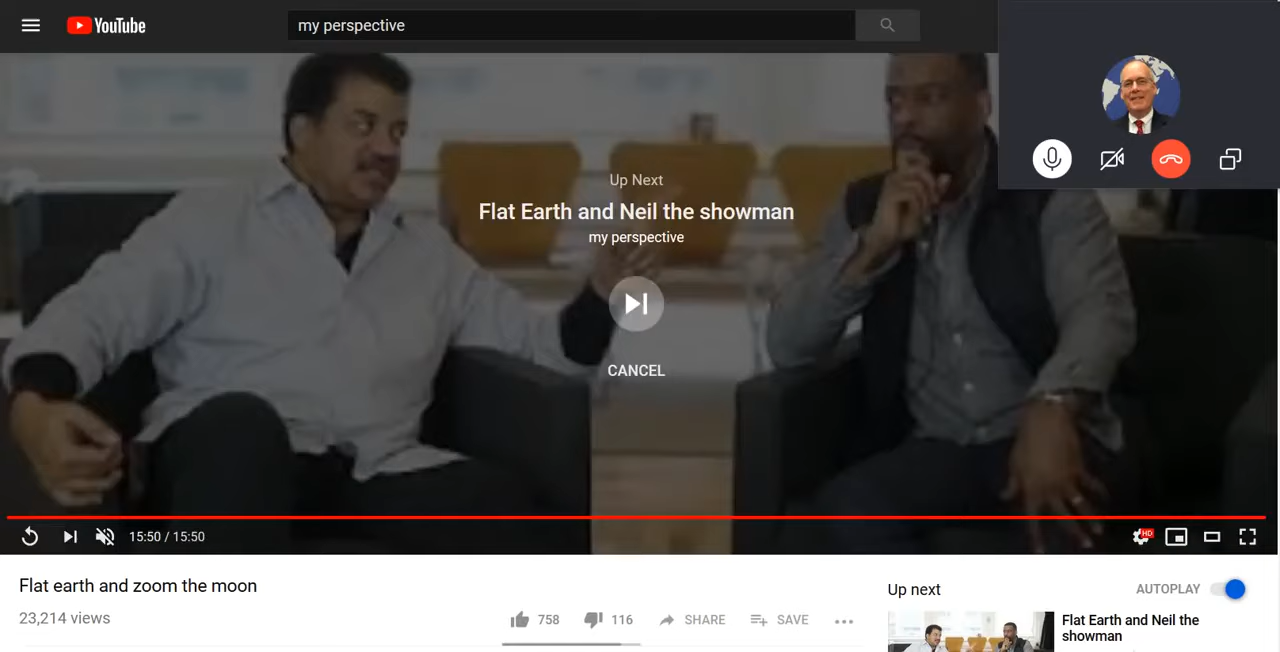 YouTube
my perspective
Up Next
Flat Earth and Neil the showman
my perspective
CANCEL
15:50 / 15:50
HD
Flat earth and zoom the moon
23,214 views
758
116
SHARE
SAVE
Up next
AUTOPLAY
Flat Earth and Neil the
showman